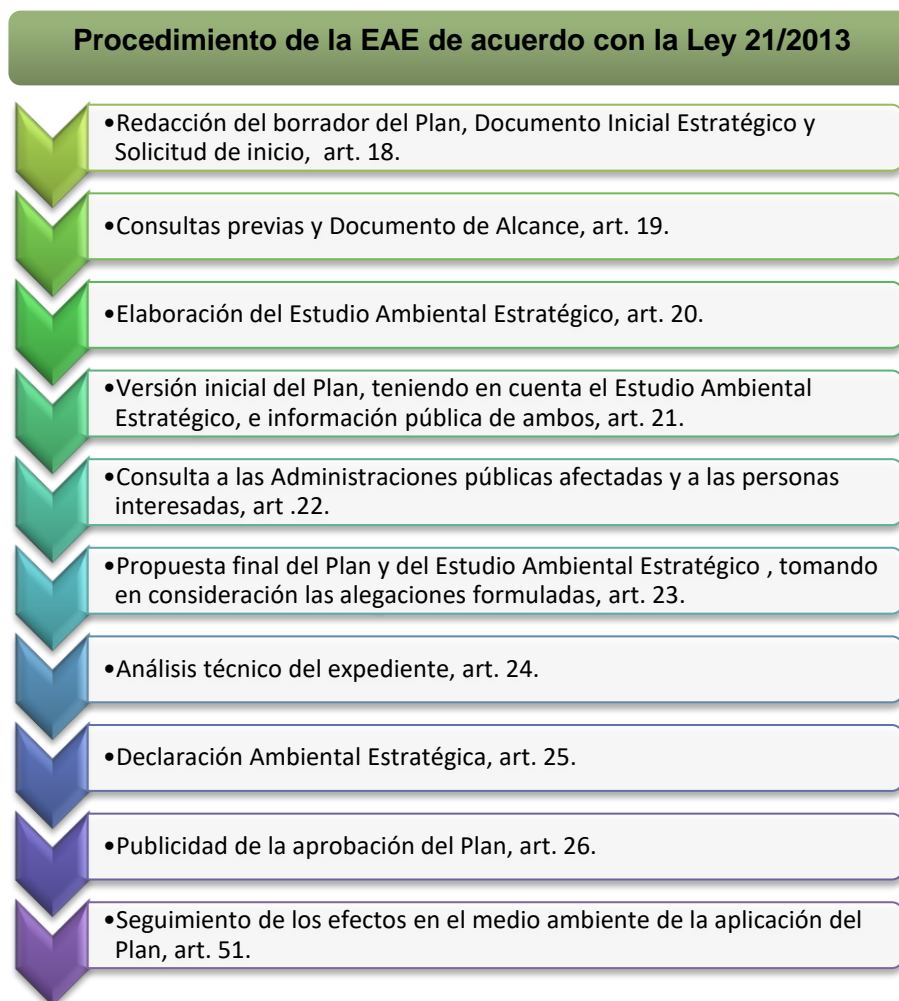 Procedimiento de la EAE de acuerdo con la Ley 21/2013
•Redacción del borrador del Plan, Documento Inicial Estratégico y
Solicitud de inicio, art. 18.
•Consultas previas y Documento de Alcance, art. 19.
•Elaboración del Estudio Ambiental Estratégico, art. 20.
•Versión inicial del Plan, teniendo en cuenta el Estudio Ambiental
Estratégico, e información pública de ambos, art. 21.
•Consulta a las Administraciones públicas afectadas y a las personas
interesadas, art .22.
•Propuesta final del Plan y del Estudio Ambiental Estratégico , tomando
en consideración las alegaciones formuladas, art. 23.
•Análisis técnico del expediente, art. 24.
•Declaración Ambiental Estratégica, art. 25.
•Publicidad de la aprobación del Plan, art. 26.
•Seguimiento de los efectos en el medio ambiente de la aplicación del
Plan, art. 51.